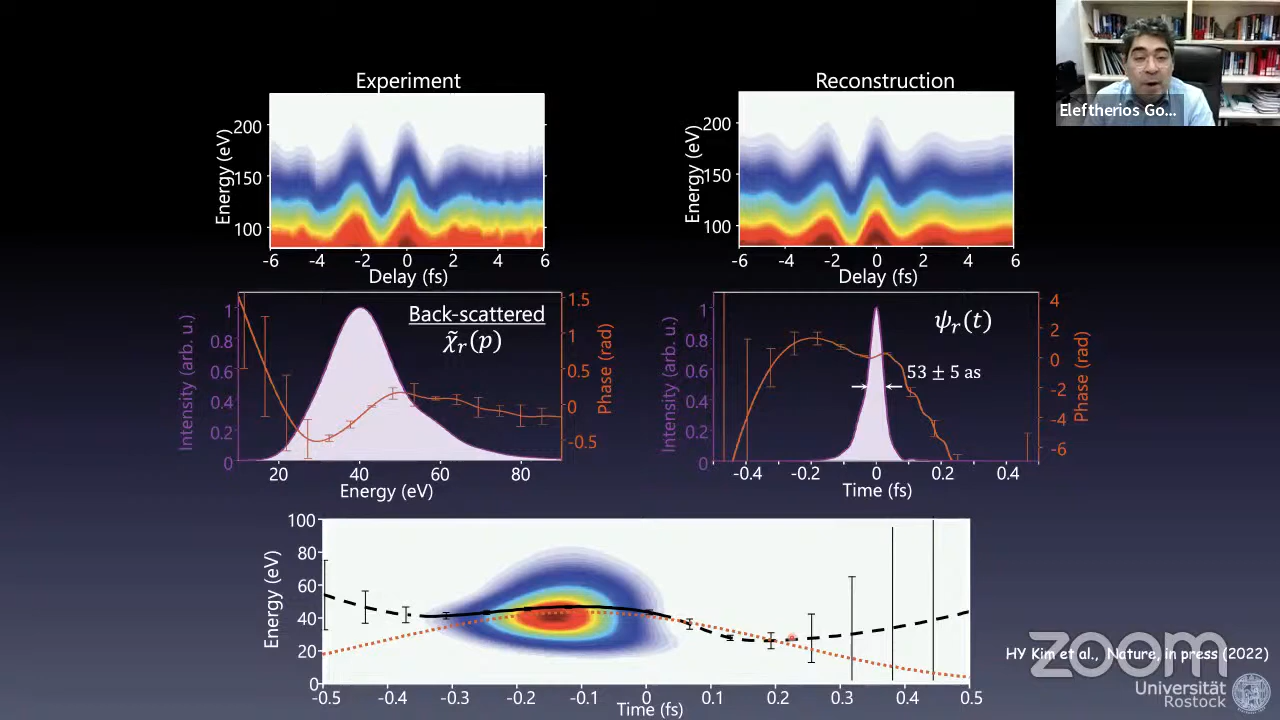 Experiment
Reconstruction
Eleftherios Go...
Energy (eV)
200
150
100
-6 -4 -2 0 2 4 6
Delay (fs)
Energy (eV)
200
150
100
-6 -4 -2 0 2 4 6
Delay (fs)
Intensity (arb. u.)
1
0.8
0.6
0.4
0.2
0
Back-scattered
χ̃r(p)
1.5
1
0.5
0
-0.5
Phase (rad)
20 40 60 80
Energy (eV)
Intensity (arb. u.)
1
0.8
0.6
0.4
0.2
0
ψr(t)
53 ± 5 as
4
2
0
-2
-4
-6
Phase (rad)
-0.4 -0.2 0 0.2 0.4
Time (fs)
Energy (eV)
100
80
60
40
20
0
-0.5 -0.4 -0.3 -0.2 -0.1 0 0.1 0.2 0.3 0.4 0.5
Time (fs)
HY Kim et al., Nature, in press (2022)
zoom
Universität
Rostock